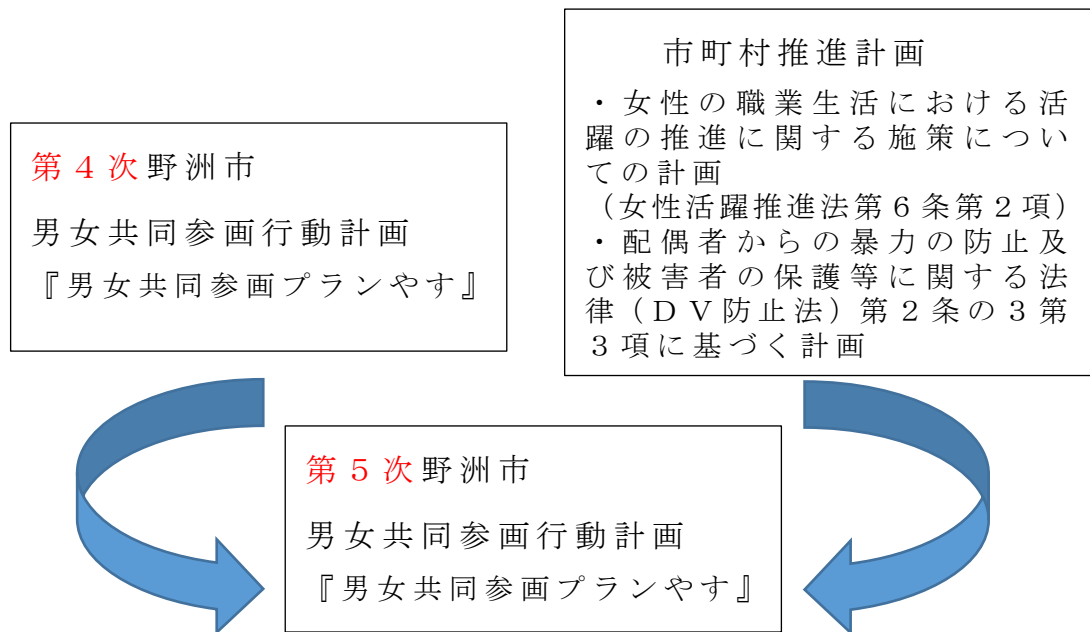 第４次野洲市
男女共同参画行動計画
『男女共同参画プランやす』
市町村推進計画
・女性の職業生活における活
躍の推進に関する施策につい
ての計画
（女性活躍推進法第６条第２項）
・配偶者からの暴力の防止及
び被害者の保護等に関する法
律（ＤＶ防止法）第２条の３第
３項に基づく計画
第５次野洲市
男女共同参画行動計画
『男女共同参画プランやす』